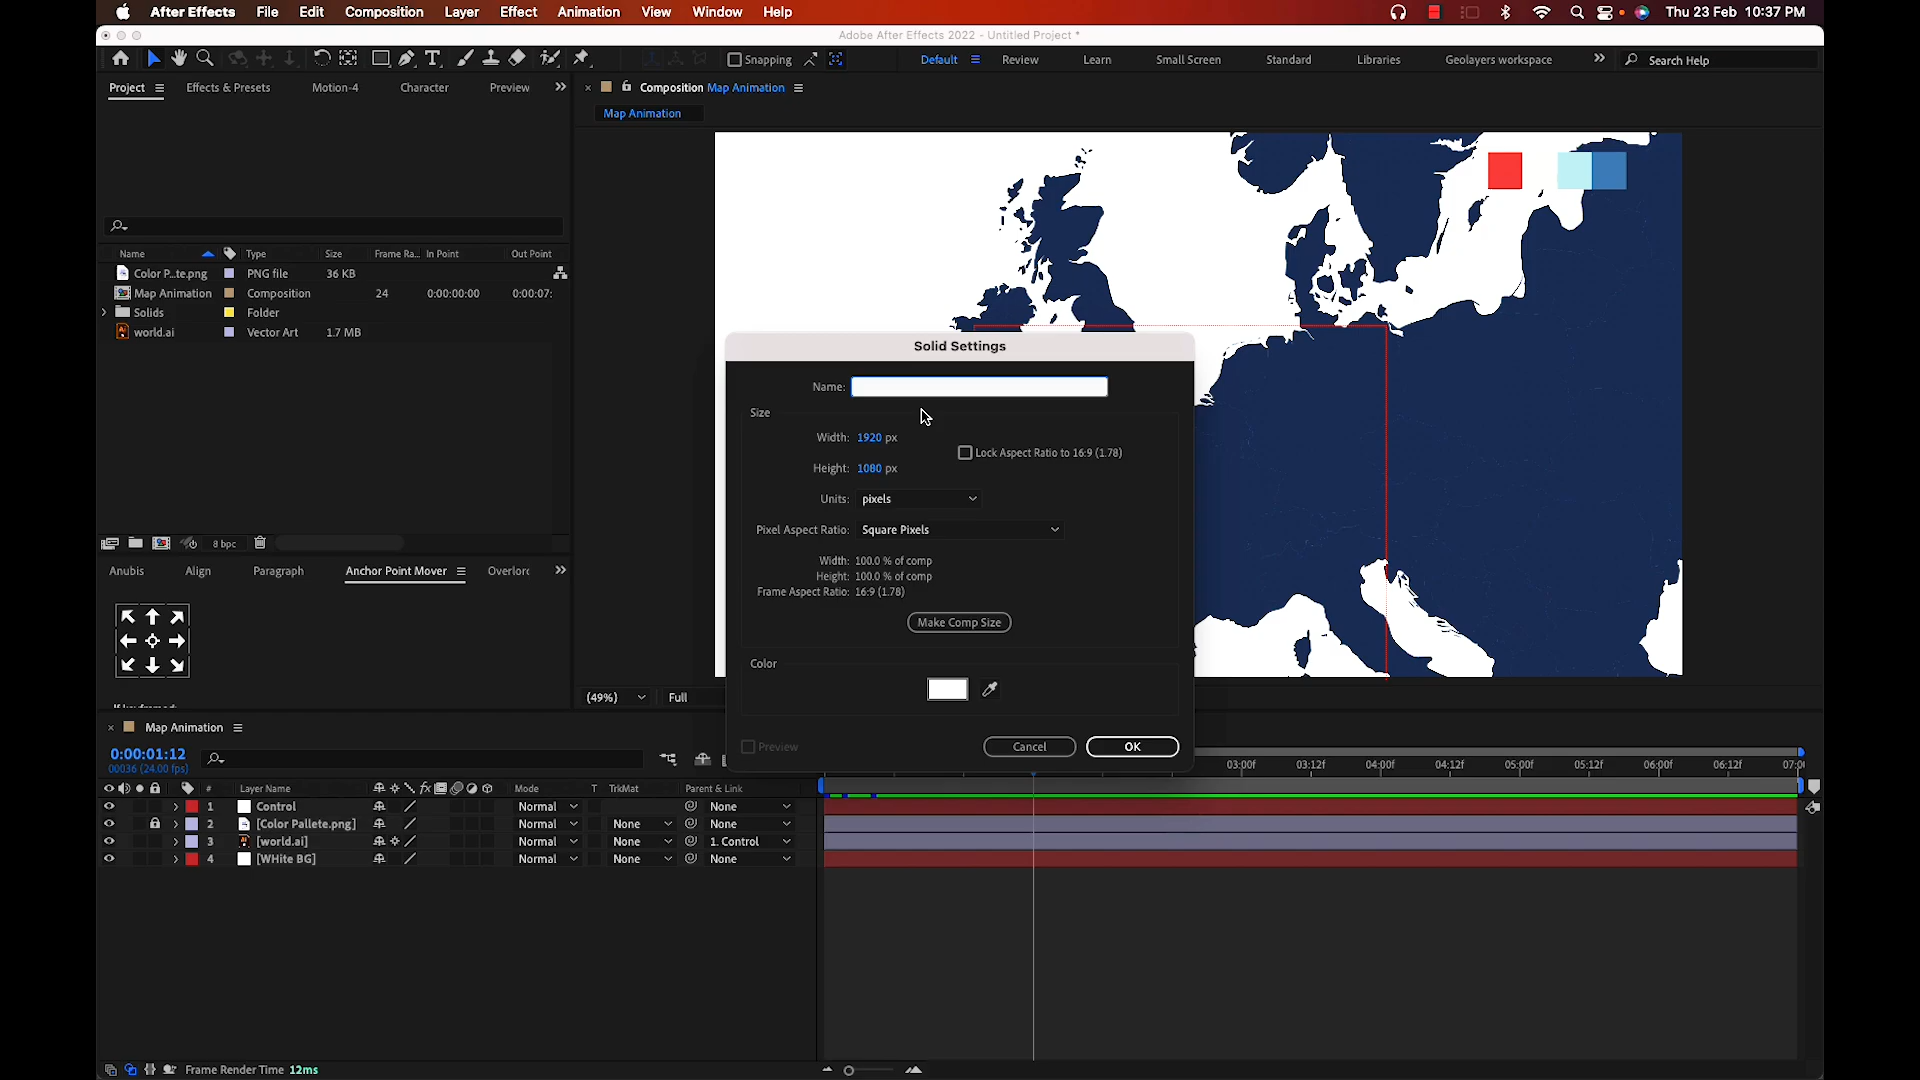 After Effects File Edit Composition Layer Effect Animation View Window Help Thu 23 Feb 10:37 PM
Adobe After Effects 2022 - Untitled Project *
Snapping Default Review Learn Small Screen Standard Libraries Geolayers workspace Search Help
Project Effects & Presets Motion-4 Character Preview Composition Map Animation
Map Animation
Name Type Size Frame Ra... In Point Out Point
Color P...te.png PNG file 36 KB
Map Animation Composition 24 0:00:00:00 0:00:07:
Solids Folder
world.ai Vector Art 1.7 MB
Solid Settings
Name:
Size
Width: 1920 px
Lock Aspect Ratio to 16:9 (1.78)
Height: 1080 px
Units: pixels
Pixel Aspect Ratio: Square Pixels
Width: 100.0 % of comp
Height: 100.0 % of comp
Frame Aspect Ratio: 16:9 (1.78)
Make Comp Size
Color
Preview Cancel OK
8 bpc
Anubis Align Paragraph Anchor Point Mover Overlorc
(49%) Full
Map Animation
0:00:01:12
00036 (24.00 fps)
03:00f 03:12f 04:00f 04:12f 05:00f 05:12f 06:00f 06:12f 07:0
# Layer Name Mode T TrkMat Parent & Link
1 Control Normal None
2 [Color Pallete.png] Normal None None
3 [world.ai] Normal None 1. Control
4 [WHite BG] Normal None None
Frame Render Time 12ms